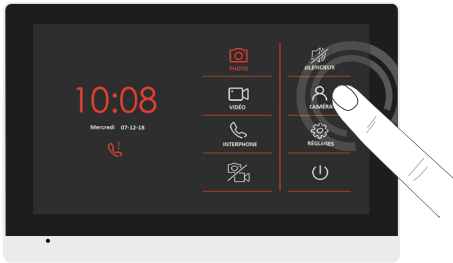 PHOTO
SILENCIEUX
10:08
VIDÉO
CAMÉRA
Mercredi 07-12-18
INTERPHONE
RÉGLAGES